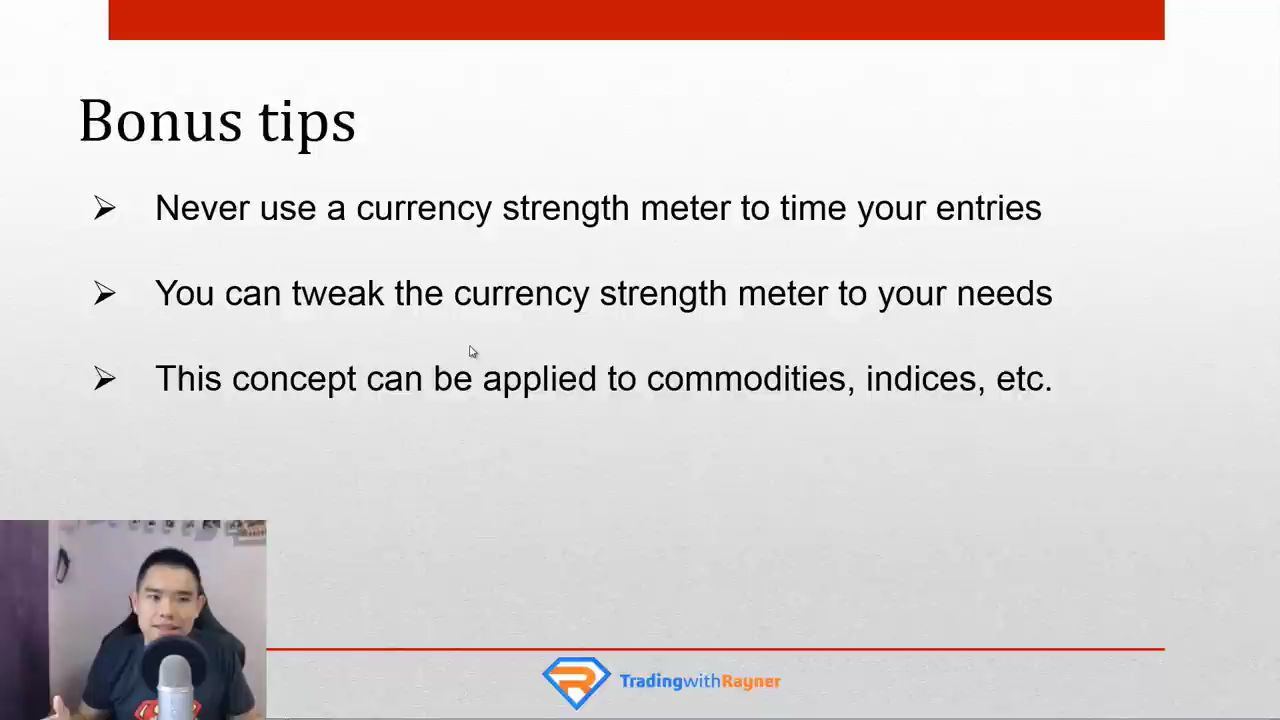 Bonus tips
Never use a currency strength meter to time your entries
You can tweak the currency strength meter to your needs
This concept can be applied to commodities, indices, etc.
TradingwithRayner